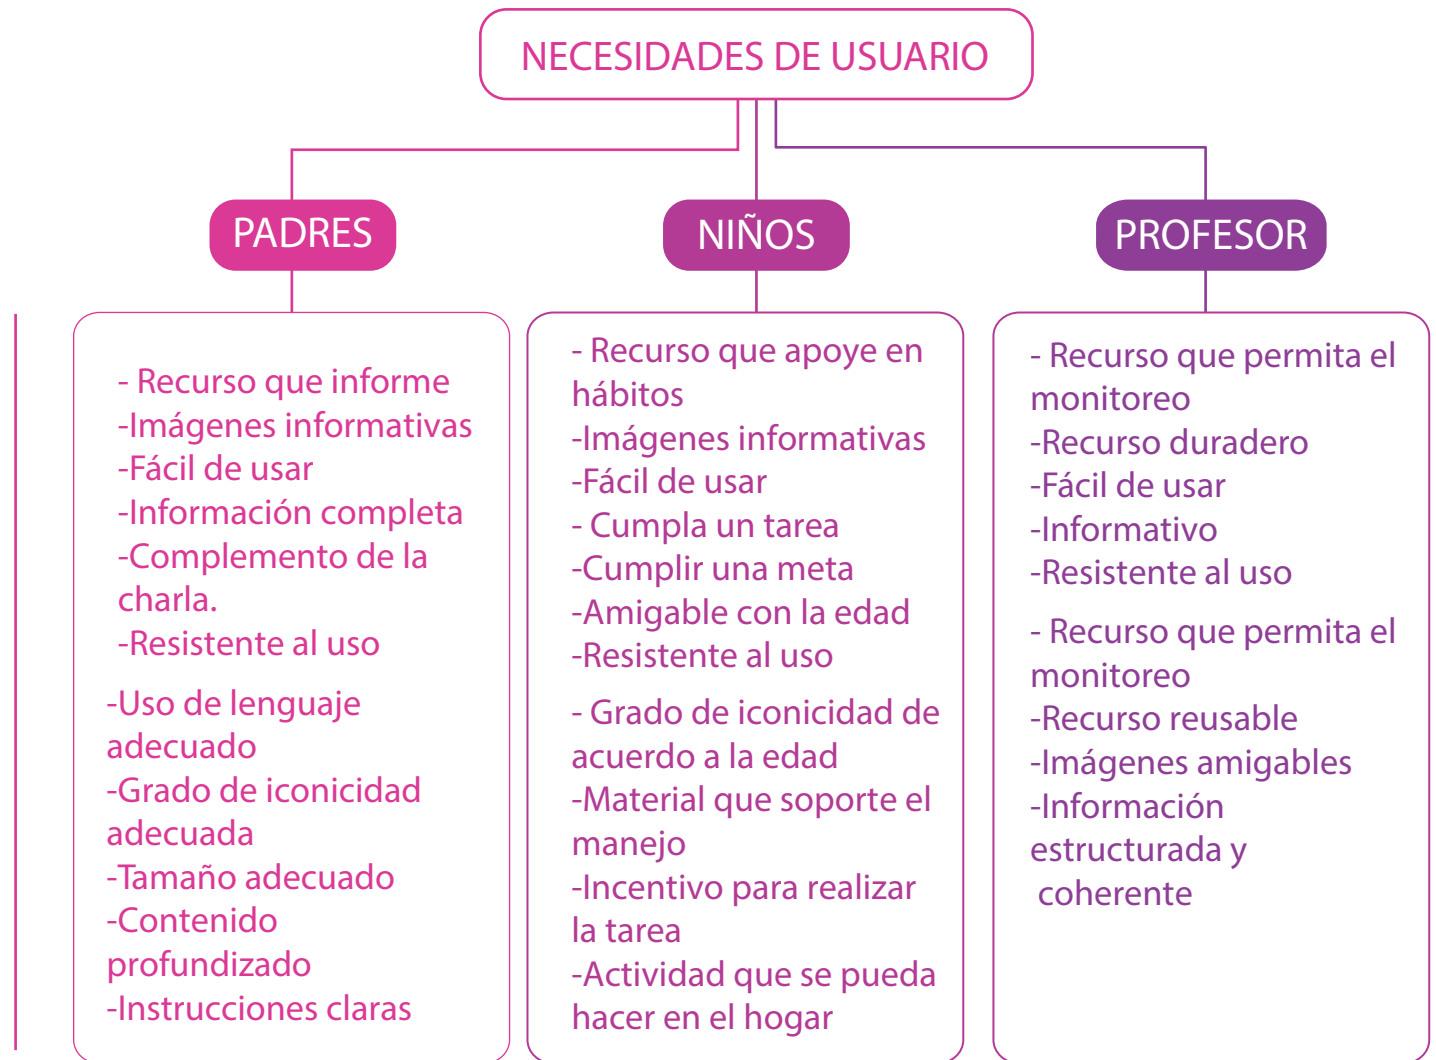 NECESIDADES DE USUARIO
PADRES
- Recurso que informe
-Imágenes informativas
-Fácil de usar
-Información completa
-Complemento de la
charla.
-Resistente al uso
-Uso de lenguaje
adecuado
-Grado de iconicidad
adecuada
-Tamaño adecuado
-Contenido
profundizado
-Instrucciones claras
NIÑOS
- Recurso que apoye en
hábitos
-Imágenes informativas
-Fácil de usar
- Cumpla un tarea
-Cumplir una meta
-Amigable con la edad
-Resistente al uso
- Grado de iconicidad de
acuerdo a la edad
-Material que soporte el
manejo
-Incentivo para realizar
la tarea
-Actividad que se pueda
hacer en el hogar
PROFESOR
- Recurso que permita el
monitoreo
-Recurso duradero
-Fácil de usar
-Informativo
-Resistente al uso
- Recurso que permita el
monitoreo
-Recurso reusable
-Imágenes amigables
-Información
estructurada y
coherente